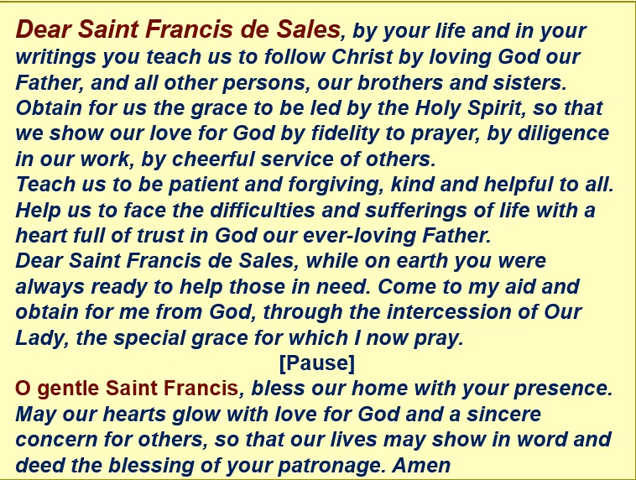 Dear Saint Francis de Sales, by your life and in your
writings you teach us to follow Christ by loving God our
Father, and all other persons, our brothers and sisters.
Obtain for us the grace to be led by the Holy Spirit, so that
we show our love for God by fidelity to prayer, by diligence
in our work, by cheerful service of others.
Teach us to be patient and forgiving, kind and helpful to all.
Help us to face the difficulties and sufferings of life with a
heart full of trust in God our ever-loving Father.
Dear Saint Francis de Sales, while on earth you were
always ready to help those in need. Come to my aid and
obtain for me from God, through the intercession of Our
Lady, the special grace for which I now pray.
[Pause]
O gentle Saint Francis, bless our home with your presence.
May our hearts glow with love for God and a sincere
concern for others, so that our lives may show in word and
deed the blessing of your patronage. Amen